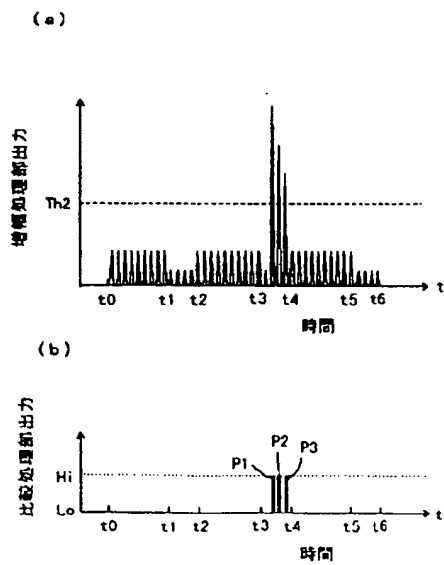 (a)
増幅処理部出力
Th2
t0 t1 t2 t3 t4 t5 t6
t
時間
(b)
比較処理部出力
P1 P2 P3
Hi
Lo
t0 t1 t2 t3 t4 t5 t6
t
時間